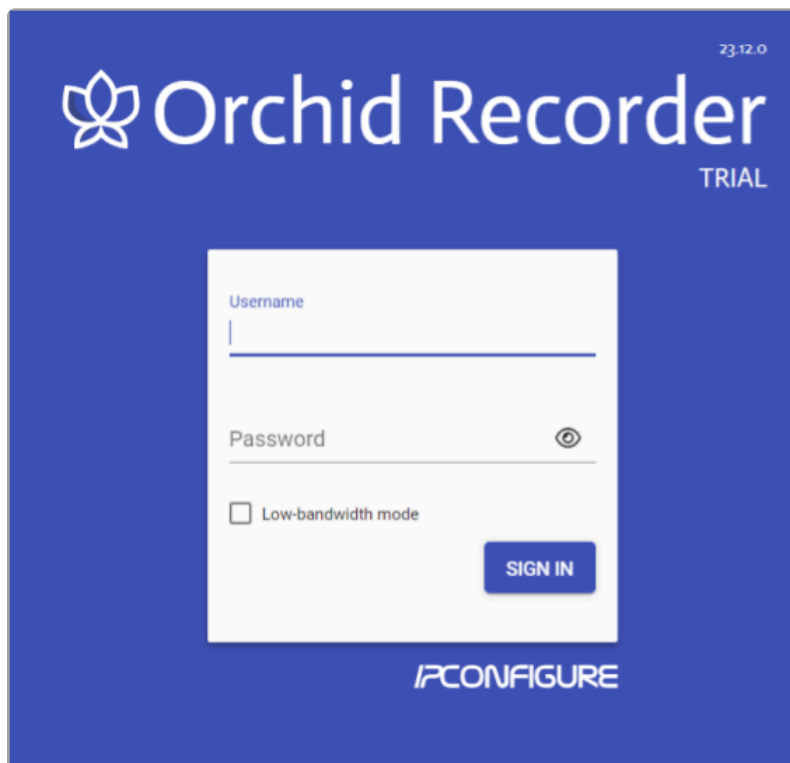 23.12.0
Orchid Recorder
TRIAL
Username
Password
Low-bandwidth mode
SIGN IN
IPCONFIGURE